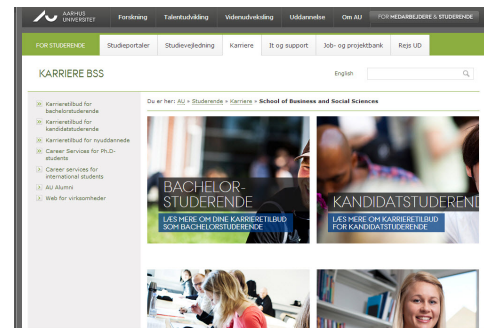 AARHUS
UNIVERSITET
Forskning
Talentudvikling
Videnudveksling
Uddannelse
Om AU
FOR MEDARBEJDERE & STUDERENDE
FOR STUDERENDE
Studieportaler
Studievejledning
Karriere
It og support
Job- og projektbank
Rejs UD
KARRIERE BSS
English
Karrieretilbud for
bachelorstuderende
Karrieretilbud for
kandidatstuderende
Karrieretilbud for nyuddannede
Career Services for Ph.D-
students
Career services for
international students
AU Alumni
Web for virksomheder
Du er her: AU » Studerende » Karriere » School of Business and Social Sciences
BACHELOR-
STUDERENDE
LÆS MERE OM DINE KARRIERETILBUD
SOM BACHELORSTUDERENDE
KANDIDATSTUDEREND
LÆS MERE OM KARRIERETILBUD
FOR KANDIDATSTUDERENDE